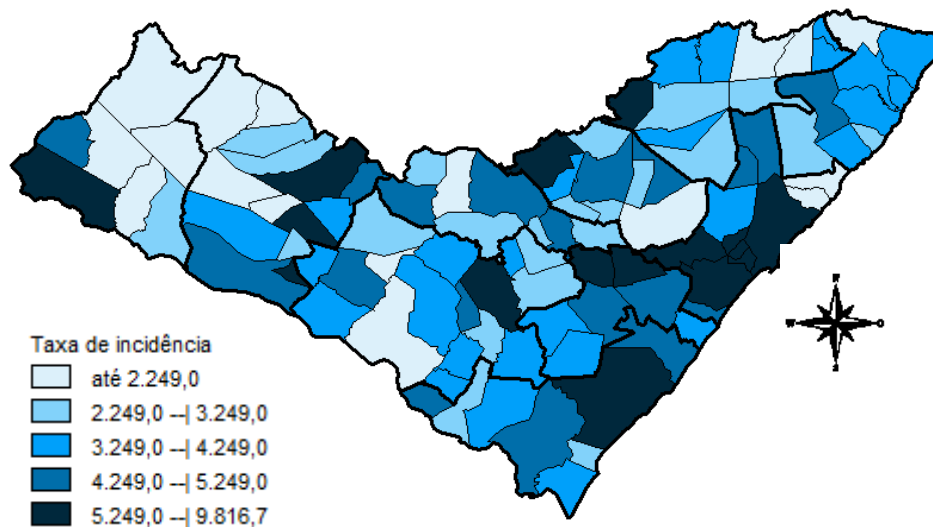 Taxa de incidência
até 2.249,0
2.249,0 --| 3.249,0
3.249,0 --| 4.249,0
4.249,0 --| 5.249,0
5.249,0 --| 9.816,7
W